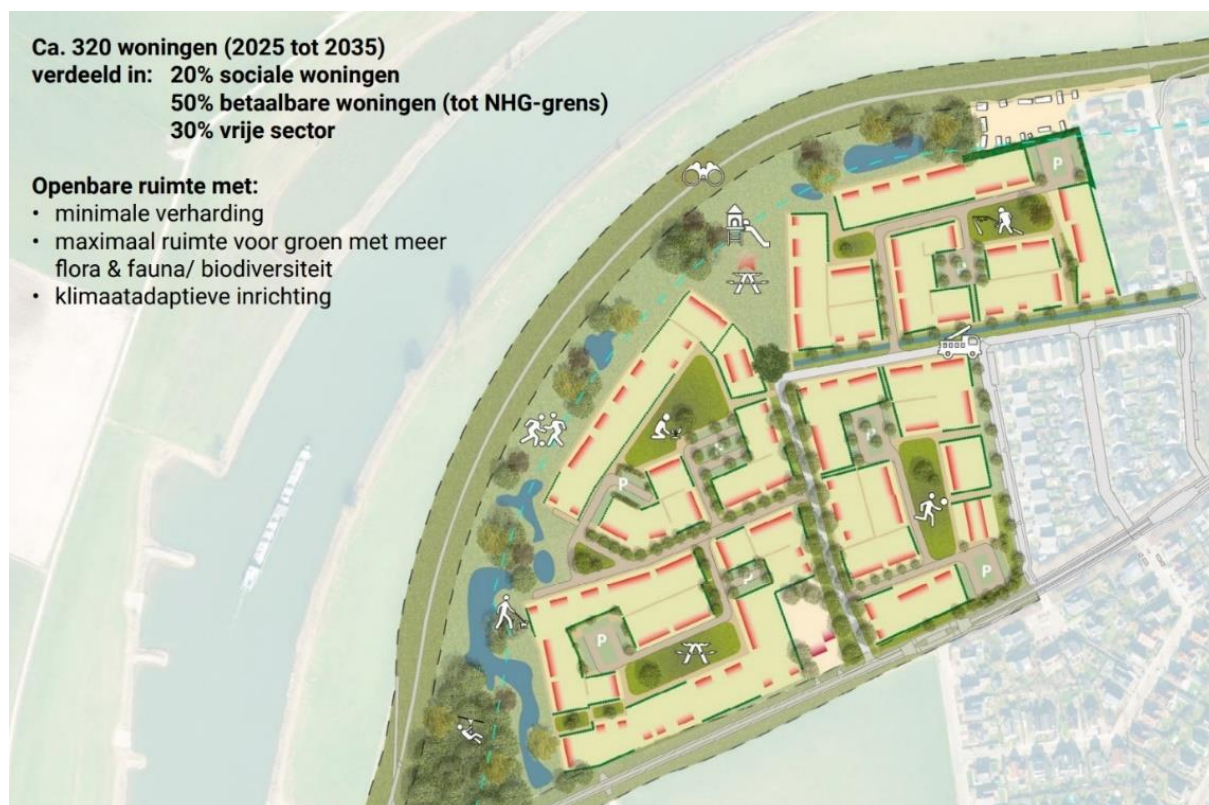 Ca. 320 woningen (2025 tot 2035)
verdeeld in: 20% sociale woningen
50% betaalbare woningen (tot NHG-grens)
30% vrije sector
Openbare ruimte met:
• minimale verharding
• maximaal ruimte voor groen met meer
flora & fauna/ biodiversiteit
• klimaatadaptieve inrichting
P
P
P
P
P